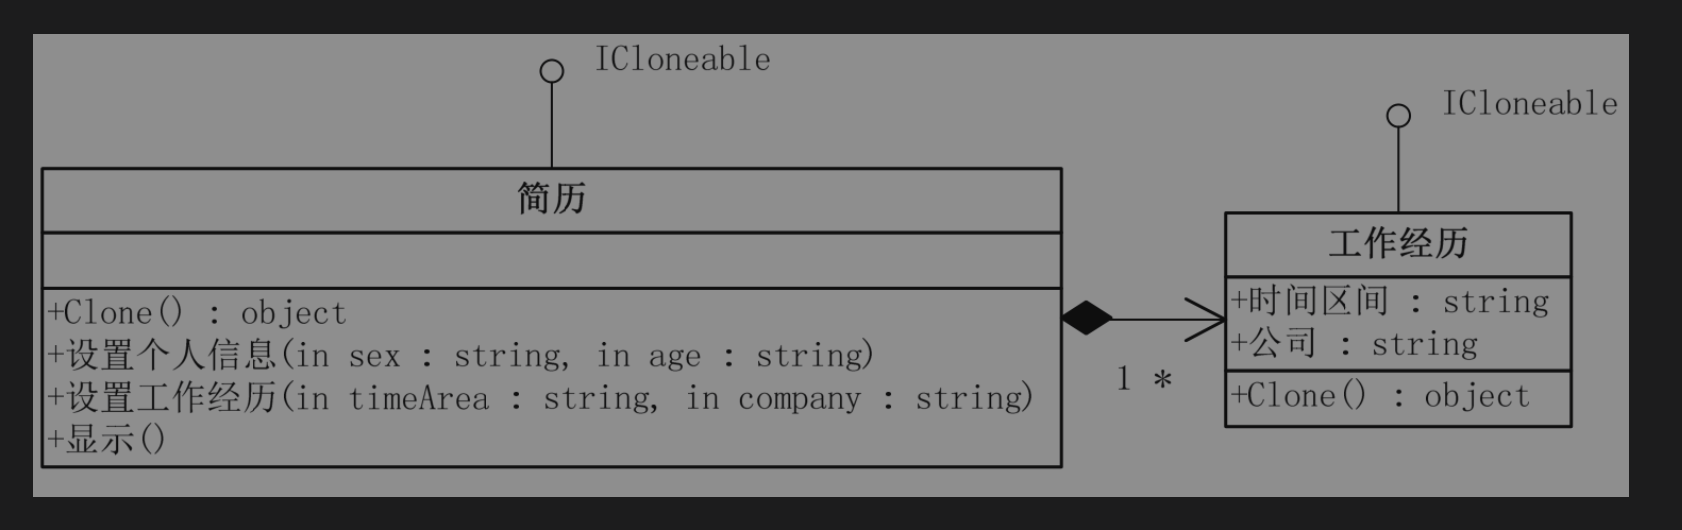 ICloneable
简历
+Clone() : object
+设置个人信息(in sex : string, in age : string)
+设置工作经历(in timeArea : string, in company : string)
+显示()
1 *
ICloneable
工作经历
+时间区间 : string
+公司 : string
+Clone() : object